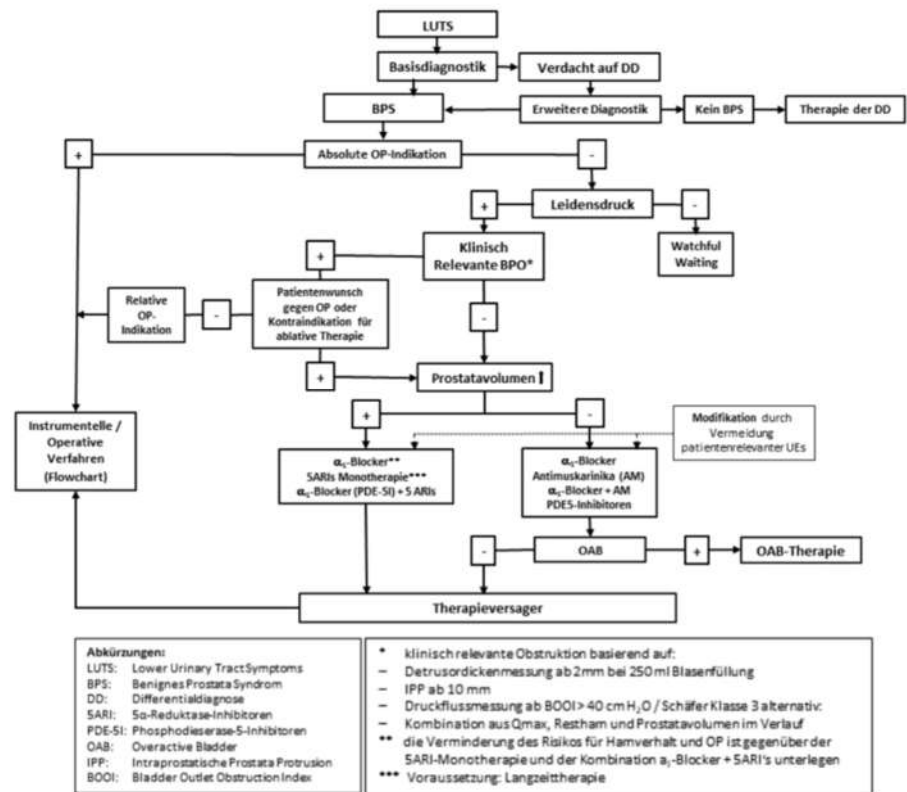 LUTS
Basisdiagnostik
Verdacht auf DD
BPS
Erweitere Diagnostik
Kein BPS
Therapie der DD
+
Absolute OP-Indikation
-
+
Leidensdruck
-
Klinisch
Relevante BPO*
Watchful
Waiting
+
Relative
OP-
Indikation
-
Patientenwunsch
gegen OP oder
Kontraindikation für
ablative Therapie
-
+
Prostatavolumen
Instrumentelle /
Operative
Verfahren
(Flowchart)
+
-
Modifikation durch
Vermeidung
patientenrelevanter UEs
α₁-Blocker**
5ARIs Monotherapie***
α₁-Blocker (PDE-5I) + 5 ARIs
α₁-Blocker
Antimuskarinika (AM)
α₁-Blocker + AM
PDE5-Inhibitoren
-
OAB
+
OAB-Therapie
Therapieversager
Abkürzungen:
LUTS: Lower Urinary Tract Symptoms
BPS: Benignes Prostata Syndrom
DD: Differentialdiagnose
5ARI: 5α-Reduktase-Inhibitoren
PDE-5I: Phosphodieserase-5-Inhibitoren
OAB: Overactive Bladder
IPP: Intraprostatische Prostata Protrusion
BOOI: Bladder Outlet Obstruction Index
* klinisch relevante Obstruktion basierend auf:
– Detrusordickenmessung ab 2mm bei 250 ml Blasenfüllung
– IPP ab 10 mm
– Druckflussmessung ab BOOI > 40 cm H₂O / Schäfer Klasse 3 alternativ:
– Kombination aus Qmax, Restharn und Prostatavolumen im Verlauf
** die Verminderung des Risikos für Harnverhalt und OP ist gegenüber der
5ARI-Monotherapie und der Kombination a₁-Blocker + 5ARI's unterlegen
*** Voraussetzung: Langzeittherapie